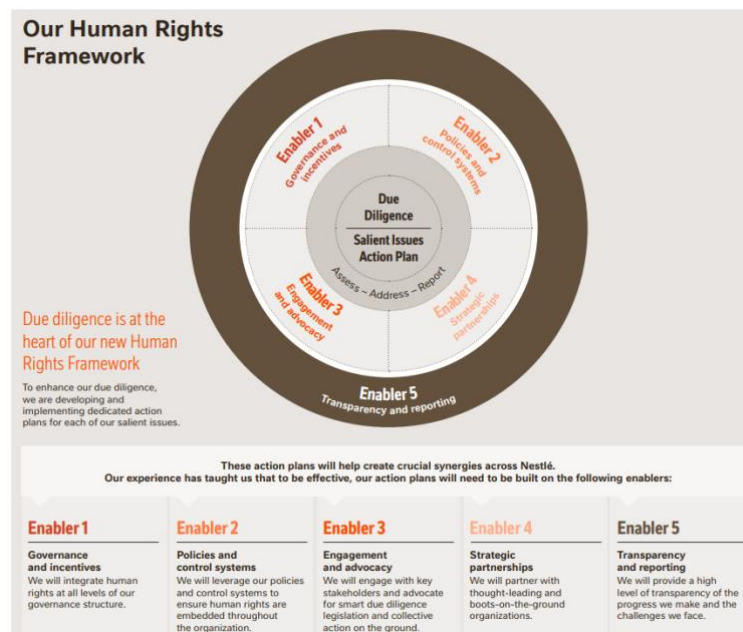 Our Human Rights
Framework
Enabler 1
Governance and
incentives
Enabler 2
Policies and
control systems
Due
Diligence
Salient Issues
Action Plan
Assess – Address – Report
Enabler 3
Engagement
and advocacy
Enabler 4
Strategic
partnerships
Enabler 5
Transparency and reporting
Due diligence is at the
heart of our new Human
Rights Framework
To enhance our due diligence,
we are developing and
implementing dedicated action
plans for each of our salient issues.
These action plans will help create crucial synergies across Nestlé.
Our experience has taught us that to be effective, our action plans will need to be built on the following enablers:
Enabler 1
Governance
and incentives
We will integrate human
rights at all levels of our
governance structure.
Enabler 2
Policies and
control systems
We will leverage our policies
and control systems to
ensure human rights are
embedded throughout
the organization.
Enabler 3
Engagement
and advocacy
We will engage with key
stakeholders and advocate
for smart due diligence
legislation and collective
action on the ground.
Enabler 4
Strategic
partnerships
We will partner with
thought-leading and
boots-on-the-ground
organizations.
Enabler 5
Transparency
and reporting
We will provide a high
level of transparency of the
progress we make and the
challenges we face.